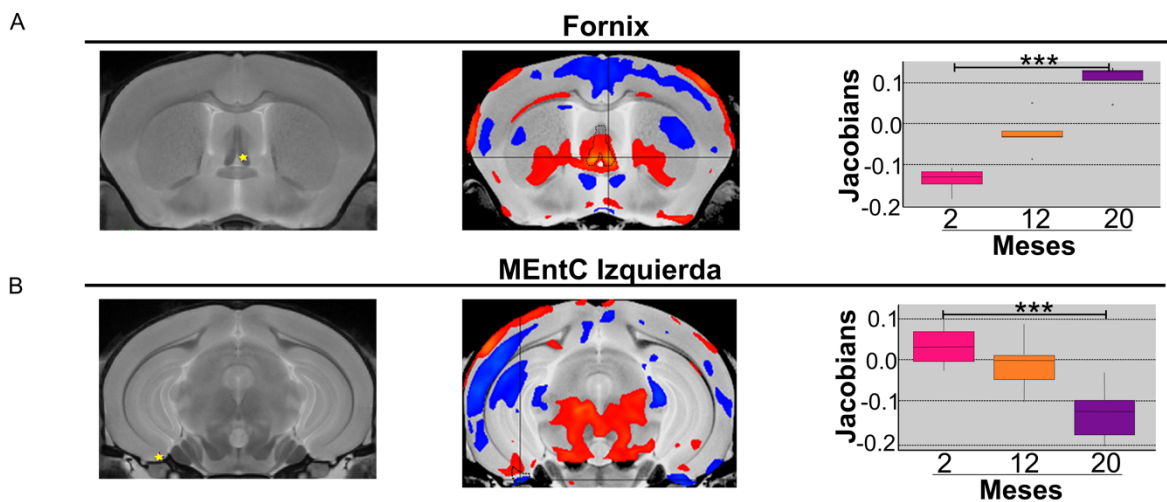 A
Fornix
***
0.1
0.0
-0.1
-0.2
Jacobians
2 12 20
Meses
B
MEntC Izquierda
***
0.1
0.0
-0.1
-0.2
Jacobians
2 12 20
Meses